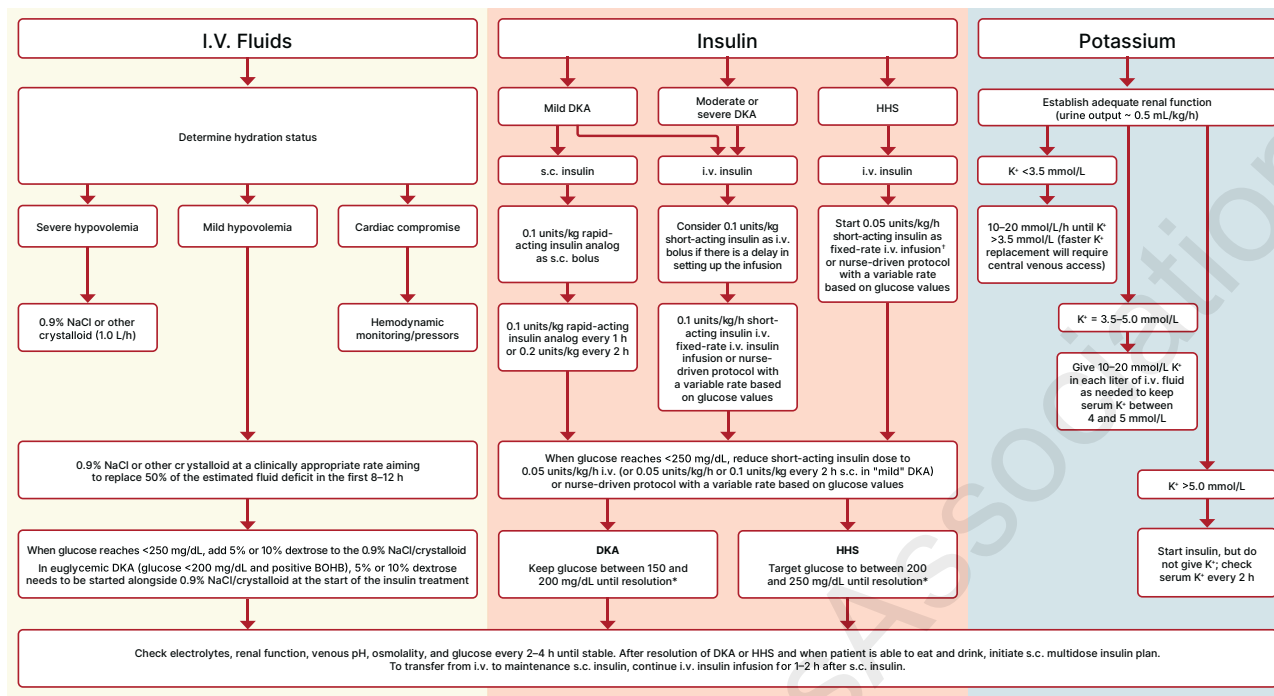 I.V. Fluids
Determine hydration status
Severe hypovolemia
Mild hypovolemia
Cardiac compromise
0.9% NaCl or other
crystalloid (1.0 L/h)
Hemodynamic
monitoring/pressors
0.9% NaCl or other crystalloid at a clinically appropriate rate aiming
to replace 50% of the estimated fluid deficit in the first 8–12 h
When glucose reaches <250 mg/dL, add 5% or 10% dextrose to the 0.9% NaCl/crystalloid
In euglycemic DKA (glucose <200 mg/dL and positive BOHB), 5% or 10% dextrose
needs to be started alongside 0.9% NaCl/crystalloid at the start of the insulin treatment
Insulin
Mild DKA
Moderate or
severe DKA
HHS
s.c. insulin
i.v. insulin
i.v. insulin
0.1 units/kg rapid-
acting insulin analog
as s.c. bolus
Consider 0.1 units/kg
short-acting insulin as i.v.
bolus if there is a delay in
setting up the infusion
Start 0.05 units/kg/h
short-acting insulin as
fixed-rate i.v. infusion†
or nurse-driven protocol
with a variable rate
based on glucose values
0.1 units/kg rapid-acting
insulin analog every 1 h
or 0.2 units/kg every 2 h
0.1 units/kg/h short-
acting insulin i.v.
fixed-rate i.v. insulin
infusion or nurse-
driven protocol with
a variable rate based
on glucose values
When glucose reaches <250 mg/dL, reduce short-acting insulin dose to
0.05 units/kg/h i.v. (or 0.05 units/kg/h or 0.1 units/kg every 2 h s.c. in "mild" DKA)
or nurse-driven protocol with a variable rate based on glucose values
DKA
Keep glucose between 150 and
200 mg/dL until resolution*
HHS
Target glucose to between 200
and 250 mg/dL until resolution*
Potassium
Establish adequate renal function
(urine output ~ 0.5 mL/kg/h)
K⁺ <3.5 mmol/L
10–20 mmol/L/h until K⁺
>3.5 mmol/L (faster K⁺
replacement will require
central venous access)
K⁺ = 3.5–5.0 mmol/L
Give 10–20 mmol/L K⁺
in each liter of i.v. fluid
as needed to keep
serum K⁺ between
4 and 5 mmol/L
K⁺ >5.0 mmol/L
Start insulin, but do
not give K⁺; check
serum K⁺ every 2 h
Check electrolytes, renal function, venous pH, osmolality, and glucose every 2–4 h until stable. After resolution of DKA or HHS and when patient is able to eat and drink, initiate s.c. multidose insulin plan.
To transfer from i.v. to maintenance s.c. insulin, continue i.v. insulin infusion for 1–2 h after s.c. insulin.
Association